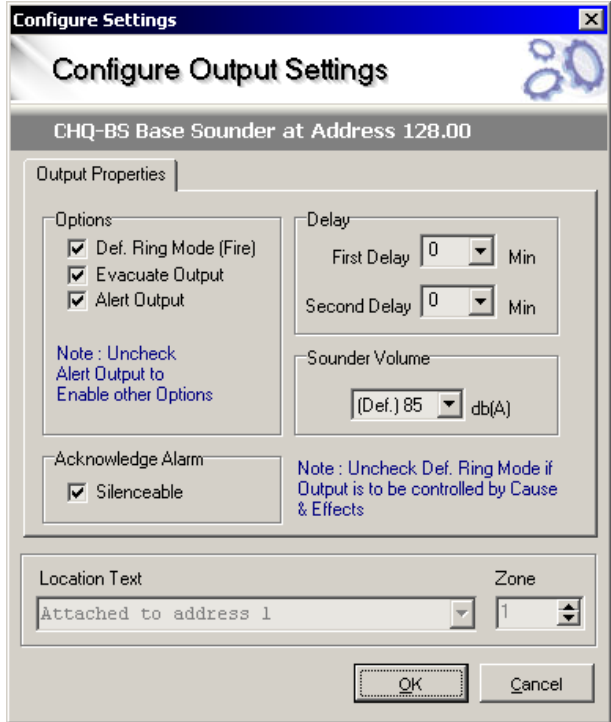 Configure Settings
Configure Output Settings
CHQ-BS Base Sounder at Address 128.00
Output Properties
Options
Def. Ring Mode (Fire)
Evacuate Output
Alert Output
Note : Uncheck
Alert Output to
Enable other Options
Delay
First Delay 0 Min
Second Delay 0 Min
Sounder Volume
(Def.) 85 db(A)
Acknowledge Alarm
Silenceable
Note : Uncheck Def. Ring Mode if
Output is to be controlled by Cause
& Effects
Location Text
Attached to address 1
Zone
1
OK
Cancel